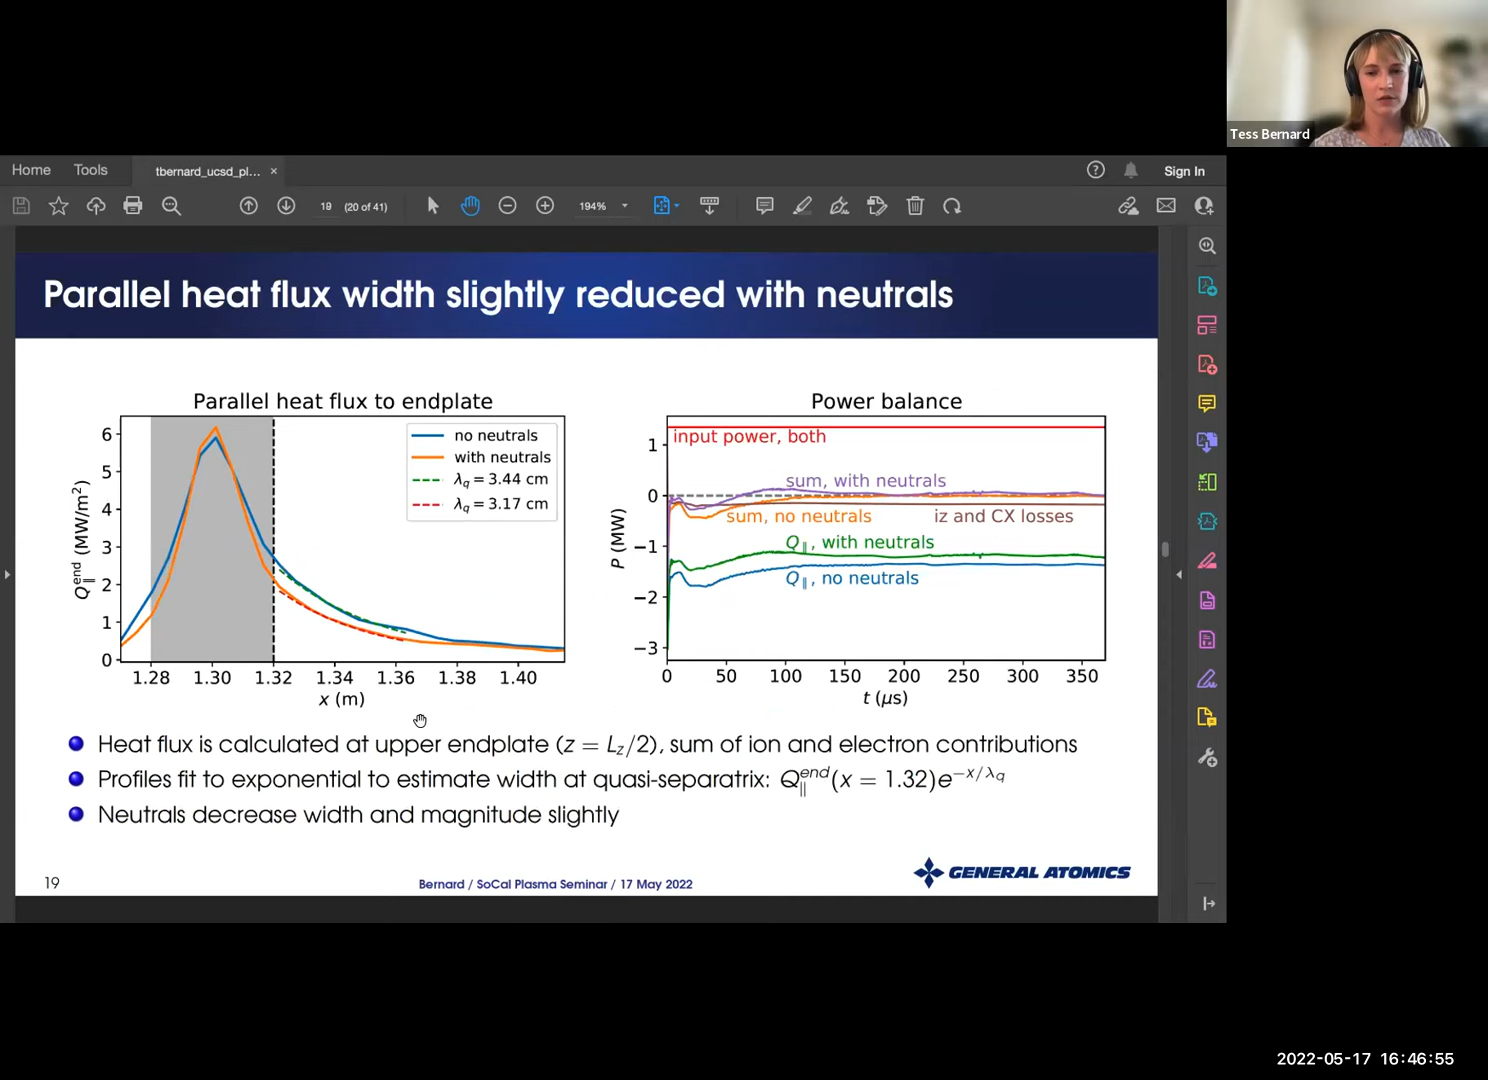 Tess Bernard
Home Tools tbernard_ucsd_pl... × ? Sign In
19 (20 of 41) 194%
Parallel heat flux width slightly reduced with neutrals
Parallel heat flux to endplate
no neutrals
with neutrals
λq = 3.44 cm
λq = 3.17 cm
6
5
4
3
2
1
0
Q∥^end (MW/m²)
1.28 1.30 1.32 1.34 1.36 1.38 1.40
x (m)
Power balance
input power, both
sum, with neutrals
sum, no neutrals
iz and CX losses
Q∥, with neutrals
Q∥, no neutrals
1
0
−1
−2
−3
P (MW)
0 50 100 150 200 250 300 350
t (μs)
Heat flux is calculated at upper endplate (z = Lz/2), sum of ion and electron contributions
Profiles fit to exponential to estimate width at quasi-separatrix: Q∥^end(x = 1.32)e^−x/λq
Neutrals decrease width and magnitude slightly
19
Bernard / SoCal Plasma Seminar / 17 May 2022
GENERAL ATOMICS
2022-05-17 16:46:55